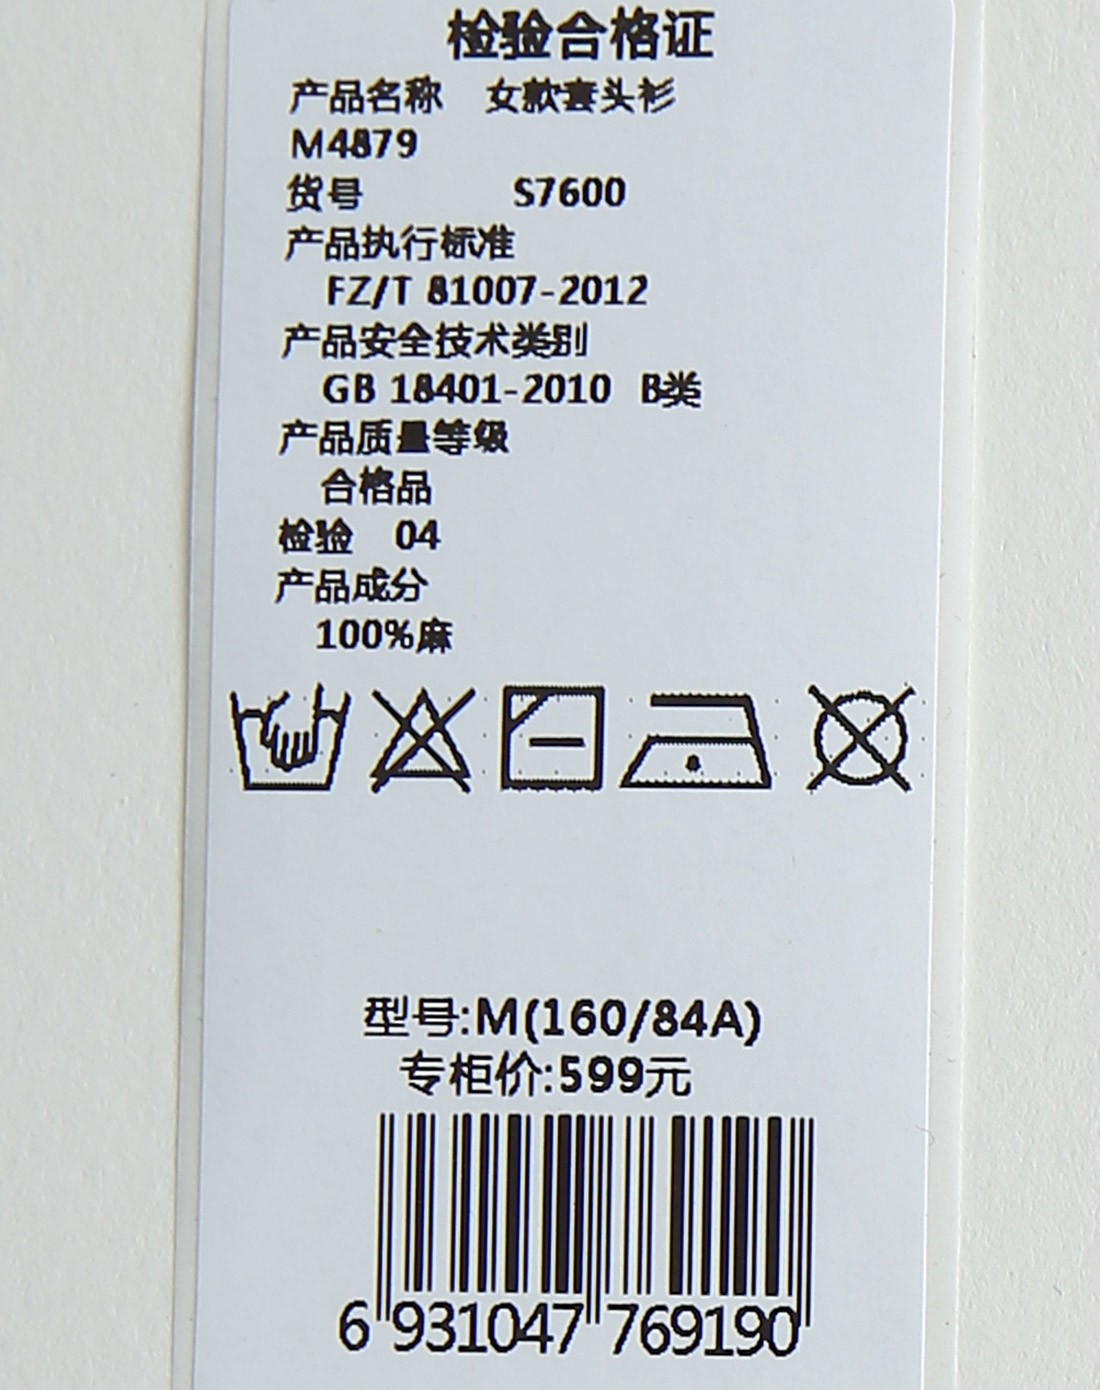 检验合格证
产品名称 女款套头衫
M4879
货号 S7600
产品执行标准
FZ/T 81007-2012
产品安全技术类别
GB 18401-2010 B类
产品质量等级
合格品
检验 04
产品成分
100%麻
型号:M(160/84A)
专柜价:599元
6 931047 769190